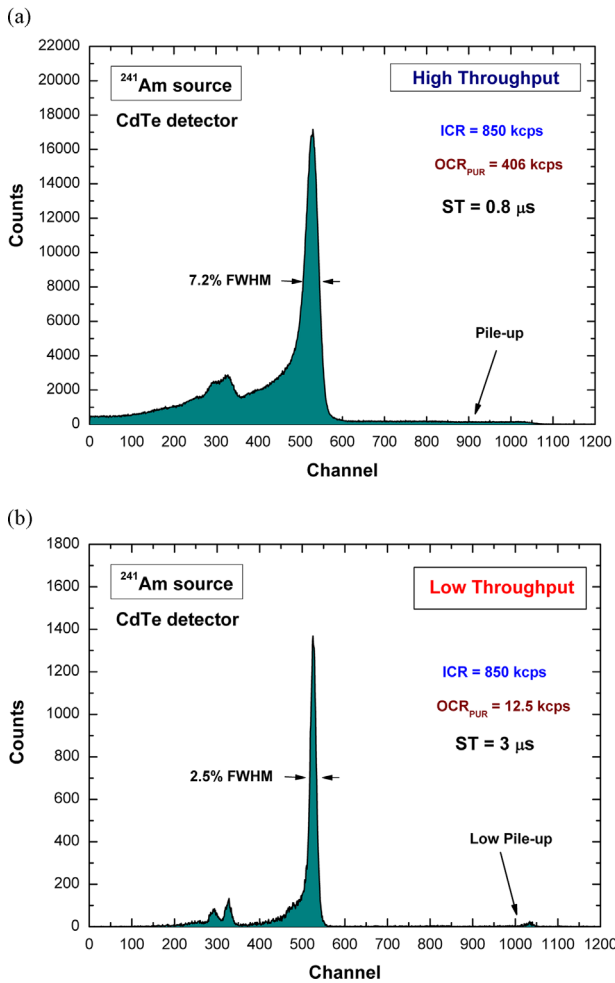 (a)
22000
20000
18000
16000
14000
12000
10000
8000
6000
4000
2000
0
Counts
²⁴¹Am source
CdTe detector
High Throughput
ICR = 850 kcps
OCR_PUR = 406 kcps
ST = 0.8 μs
7.2% FWHM
Pile-up
0 100 200 300 400 500 600 700 800 900 1000 1100 1200
Channel
(b)
1800
1600
1400
1200
1000
800
600
400
200
0
Counts
²⁴¹Am source
CdTe detector
Low Throughput
ICR = 850 kcps
OCR_PUR = 12.5 kcps
ST = 3 μs
2.5% FWHM
Low Pile-up
0 100 200 300 400 500 600 700 800 900 1000 1100 1200
Channel